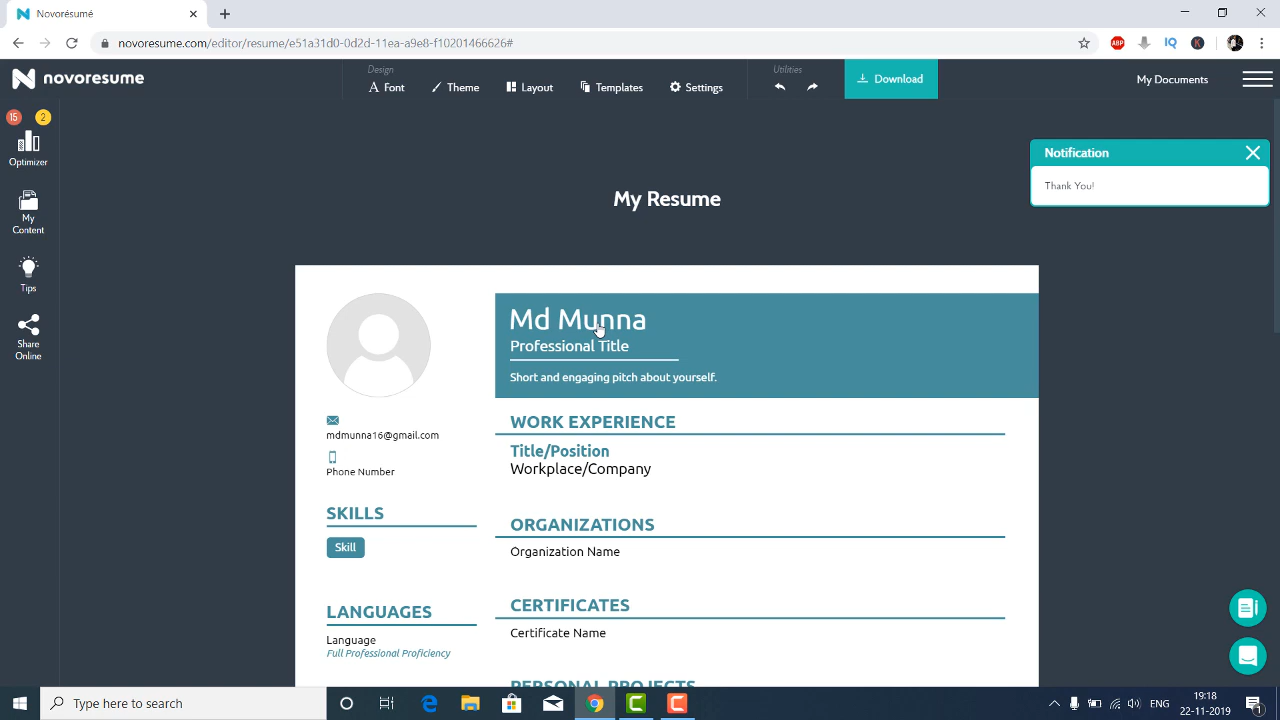 Novorésumé
novoresume.com/editor/resume/e51a31d0-0d2d-11ea-a9e8-f10201466626#
ABP
IQ
K
novoresume
Design
Font
Theme
Layout
Templates
Settings
Utilities
Download
My Documents
15
2
Optimizer
My
Content
Tips
Share
Online
Notification
Thank You!
My Resume
Md Munna
Professional Title
Short and engaging pitch about yourself.
mdmunna16@gmail.com
Phone Number
SKILLS
Skill
LANGUAGES
Language
Full Professional Proficiency
WORK EXPERIENCE
Title/Position
Workplace/Company
ORGANIZATIONS
Organization Name
CERTIFICATES
Certificate Name
PERSONAL PROJECTS
Type here to search
ENG
19:18
22-11-2019